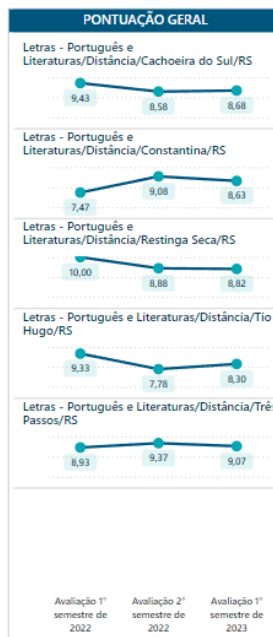 PONTUAÇÃO GERAL
Letras - Português e
Literaturas/Distância/Cachoeira do Sul/RS
9,43
8,58
8,68
Letras - Português e
Literaturas/Distância/Constantina/RS
7,47
9,08
8,63
Letras - Português e
Literaturas/Distância/Restinga Seca/RS
10,00
8,88
8,82
Letras - Português e Literaturas/Distância/Tio
Hugo/RS
9,33
7,78
8,30
Letras - Português e Literaturas/Distância/Três
Passos/RS
8,93
9,37
9,07
Avaliação 1° Avaliação 2° Avaliação 1°
semestre de semestre de semestre de
2022 2022 2023